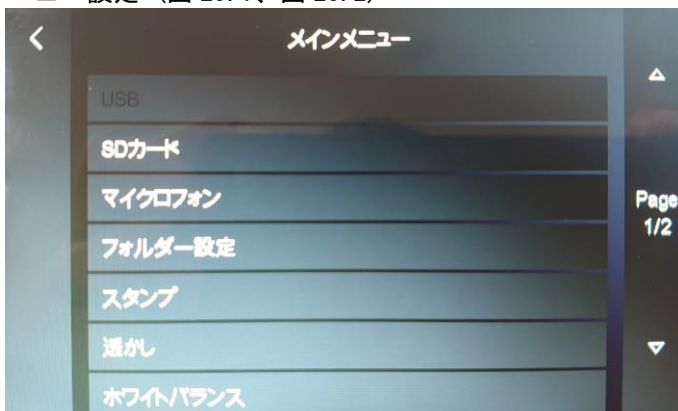 メインメニュー
USB
SDカード
マイクロフォン
フォルダー設定
スタンプ
透かし
ホワイトバランス
Page
1/2